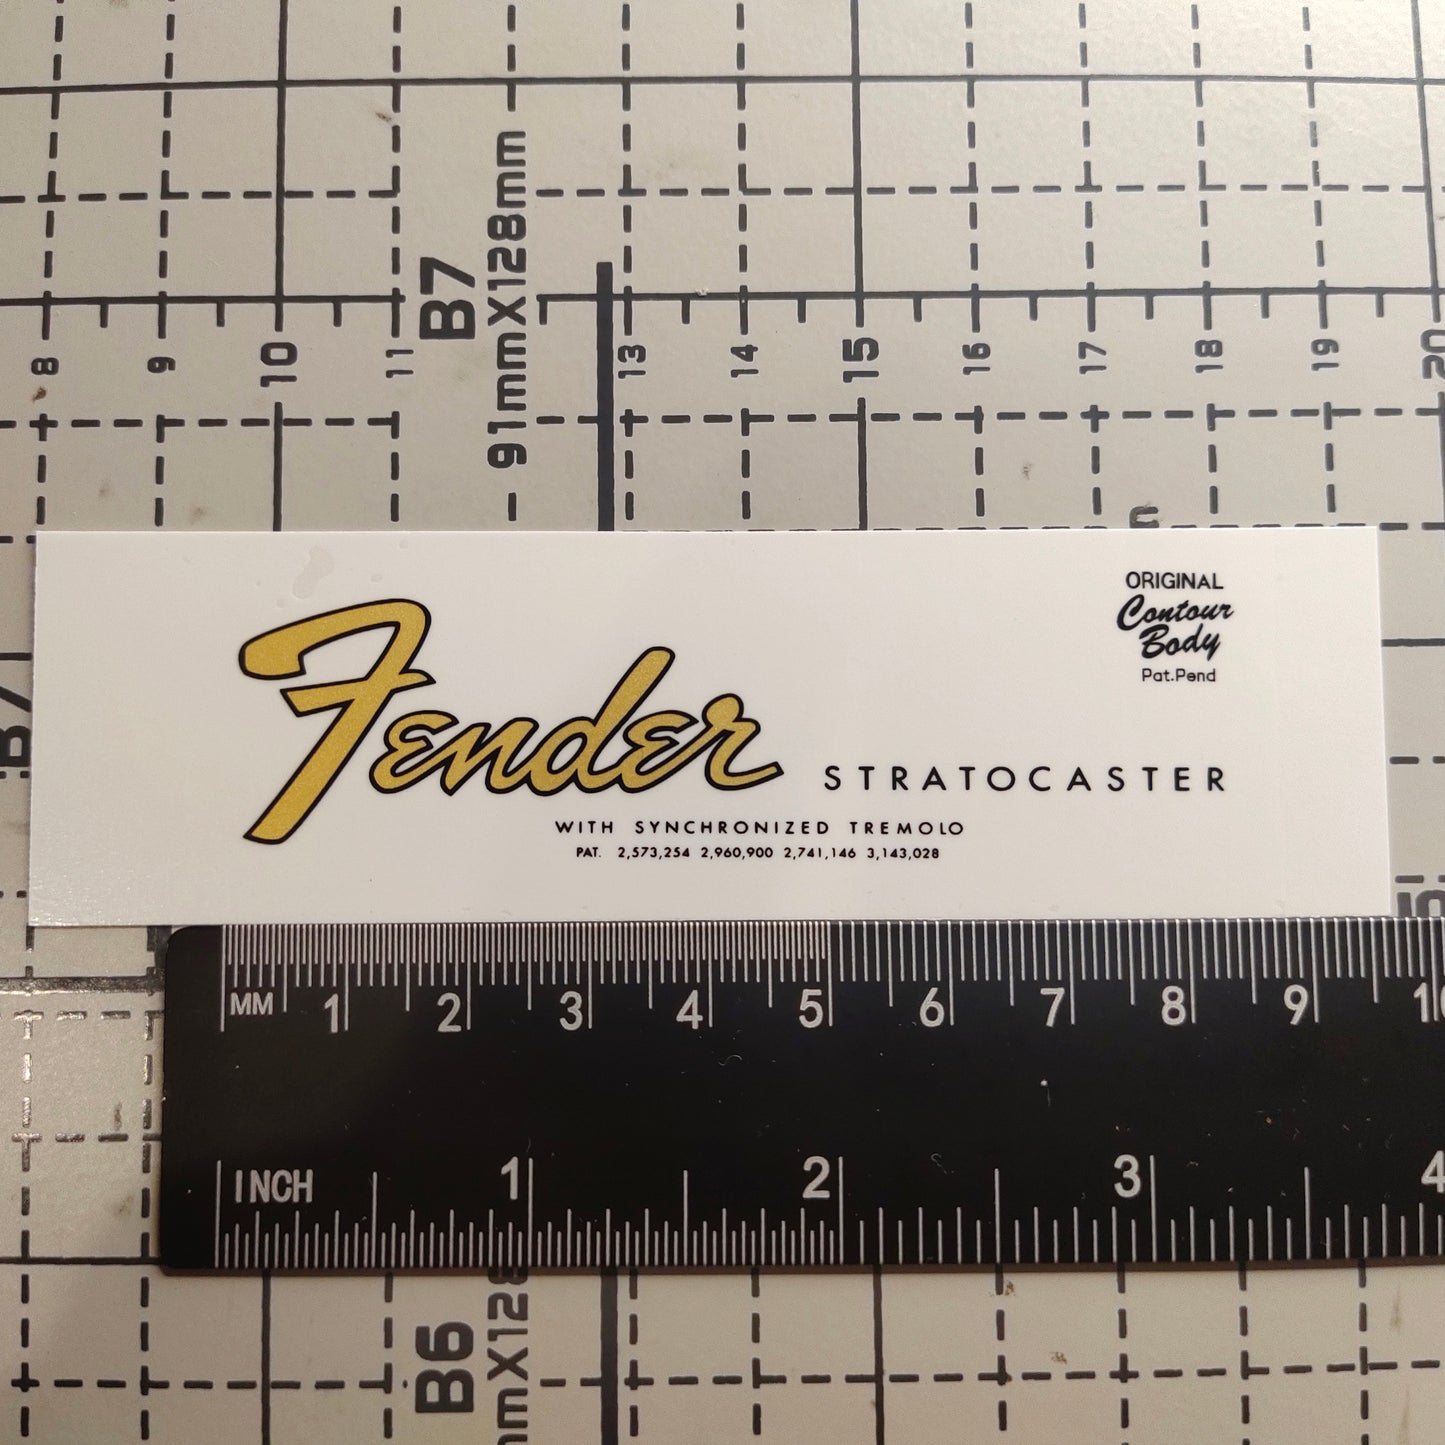 B7
91mmX128mm
8 9 10 11 13 14 15 16 17 18 19 20
ORIGINAL
Contour
Body
Pat.Pend
Fender STRATOCASTER
WITH SYNCHRONIZED TREMOLO
PAT. 2,573,254 2,960,900 2,741,146 3,143,028
B7
MM 1 2 3 4 5 6 7 8 9 10
INCH 1 2 3 4
B6
mmX128